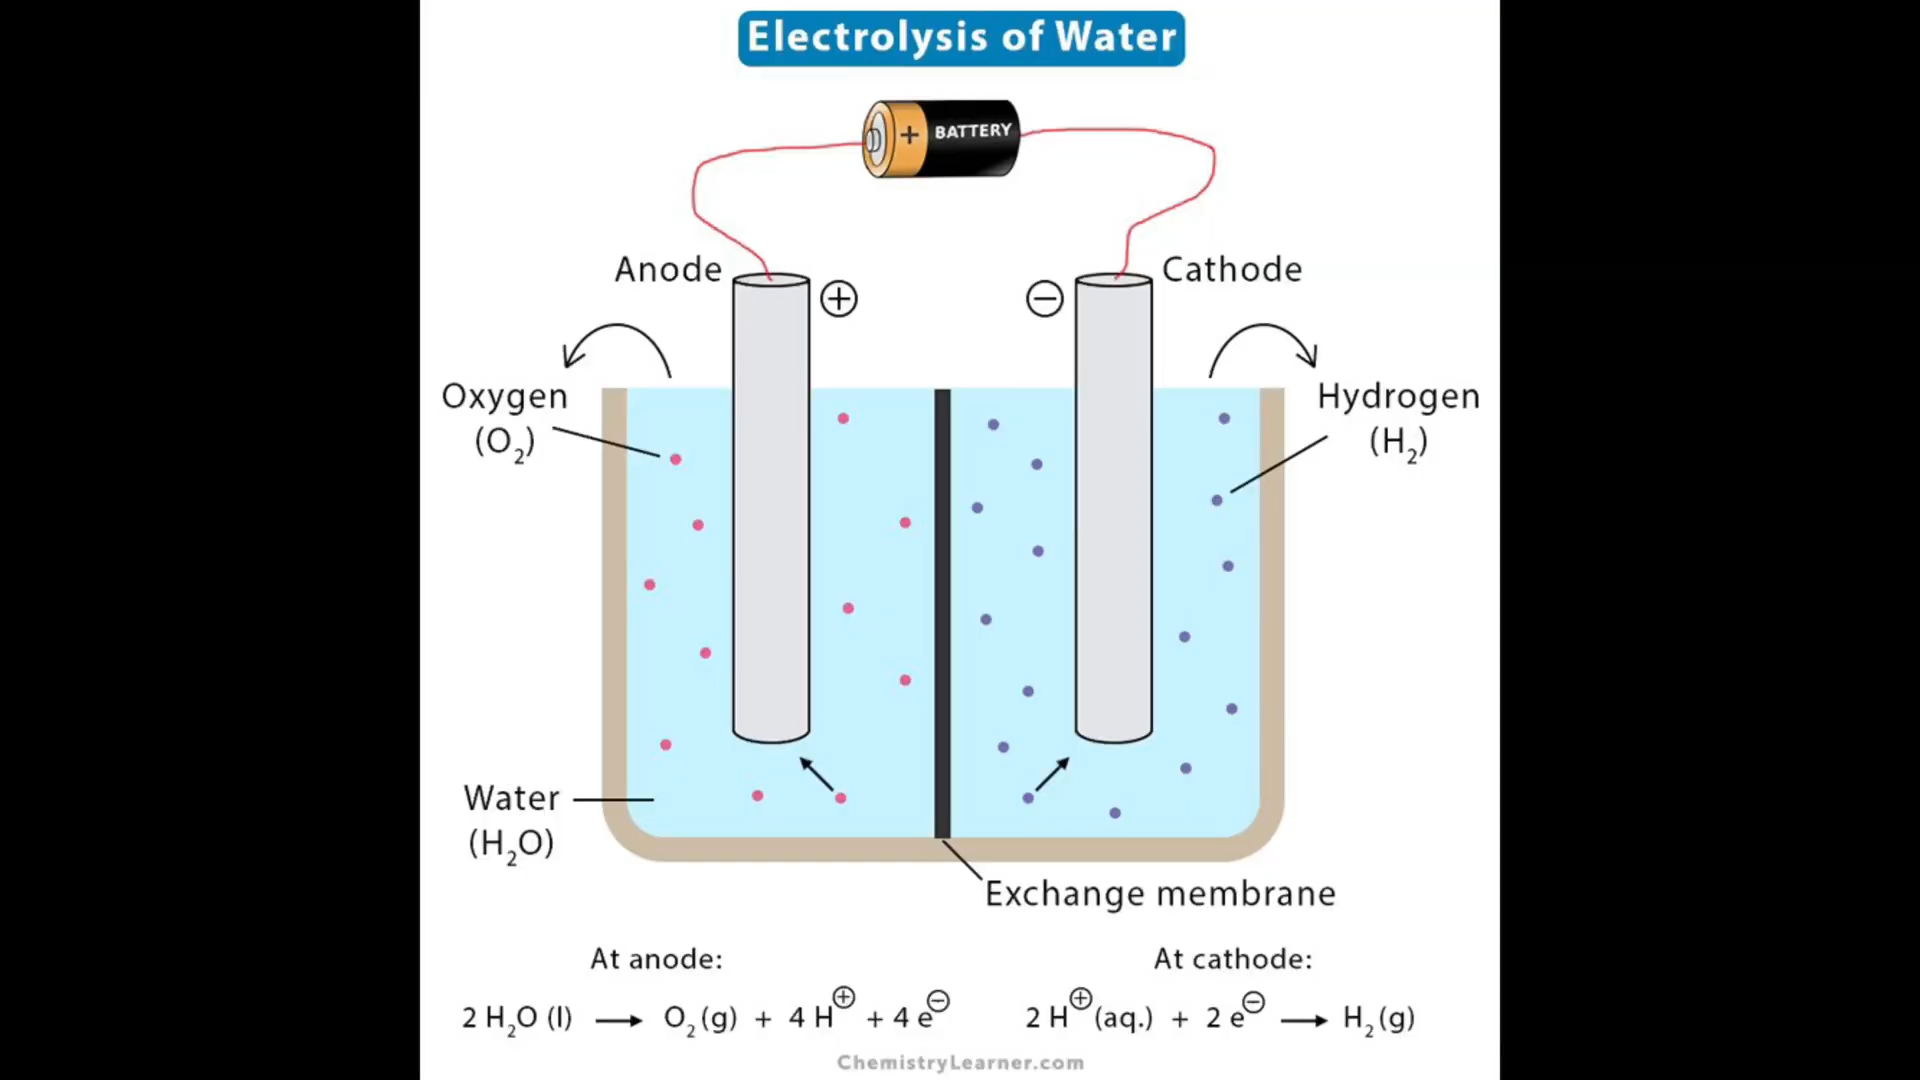 Electrolysis of Water
+ BATTERY
Anode
+
−
Cathode
Oxygen
(O₂)
Hydrogen
(H₂)
Water
(H₂O)
Exchange membrane
At anode:
2 H₂O (l) ⟶ O₂ (g) + 4 H⊕ + 4 e⊖
At cathode:
2 H⊕ (aq.) + 2 e⊖ ⟶ H₂ (g)
ChemistryLearner.com